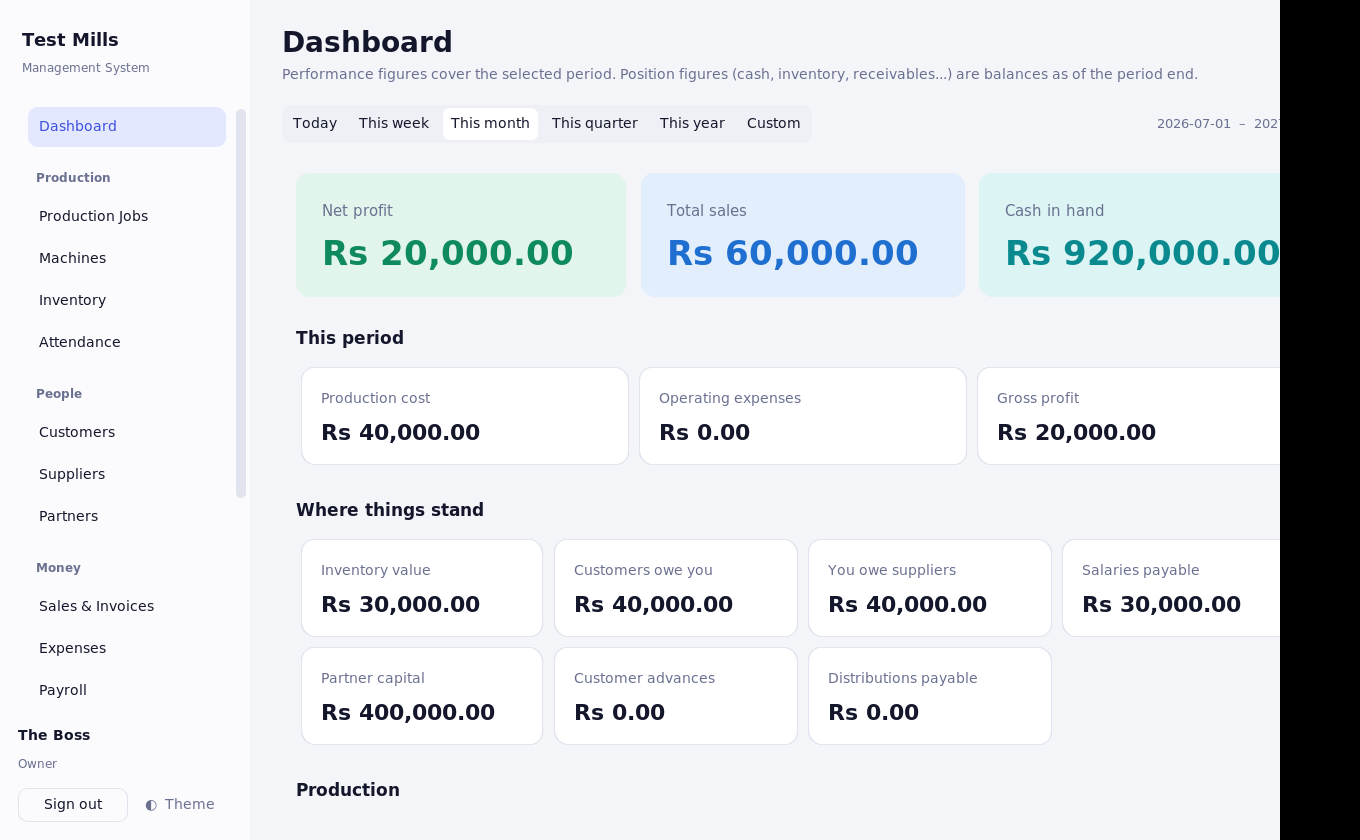 Test Mills
Management System
Dashboard
Production
Production Jobs
Machines
Inventory
Attendance
People
Customers
Suppliers
Partners
Money
Sales & Invoices
Expenses
Payroll
The Boss
Owner
Sign out
◐ Theme
Dashboard
Performance figures cover the selected period. Position figures (cash, inventory, receivables...) are balances as of the period end.
Today This week This month This quarter This year Custom
2026-07-01 –
Net profit
Rs 20,000.00
Total sales
Rs 60,000.00
Cash in hand
Rs 920,000.00
This period
Production cost
Rs 40,000.00
Operating expenses
Rs 0.00
Gross profit
Rs 20,000.00
Where things stand
Inventory value
Rs 30,000.00
Customers owe you
Rs 40,000.00
You owe suppliers
Rs 40,000.00
Salaries payable
Rs 30,000.00
Partner capital
Rs 400,000.00
Customer advances
Rs 0.00
Distributions payable
Rs 0.00
Production